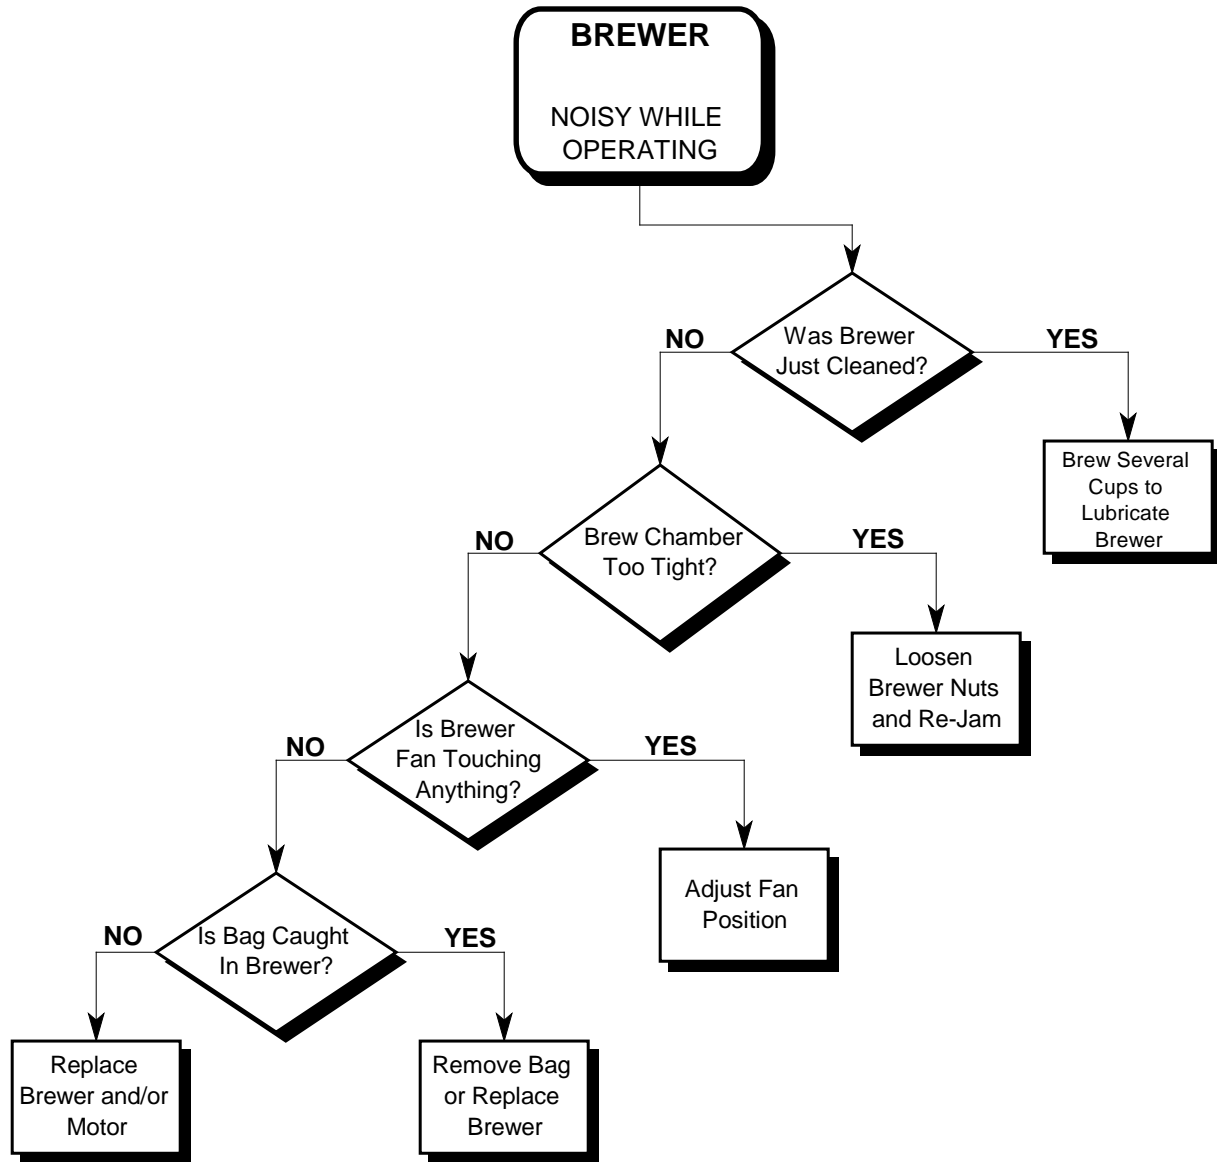 BREWER
NOISY WHILE
OPERATING
NO
Was Brewer
Just Cleaned?
YES
Brew Several
Cups to
Lubricate
Brewer
NO
Brew Chamber
Too Tight?
YES
Loosen
Brewer Nuts
and Re-Jam
NO
Is Brewer
Fan Touching
Anything?
YES
Adjust Fan
Position
NO
Is Bag Caught
In Brewer?
YES
Replace
Brewer and/or
Motor
Remove Bag
or Replace
Brewer